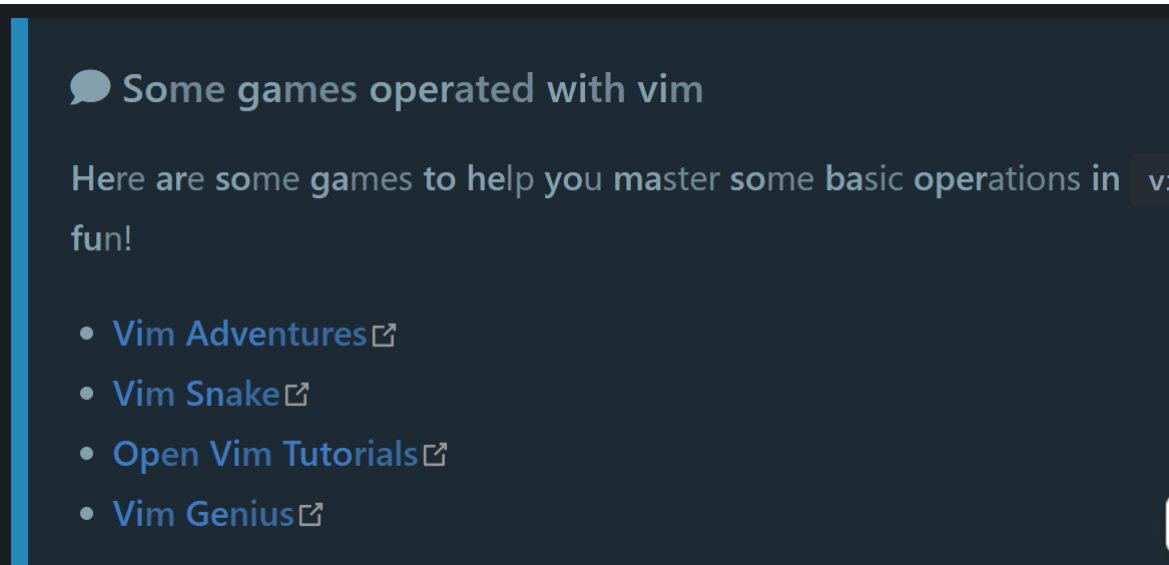 Some games operated with vim
Here are some games to help you master some basic operations in
fun!
Vim Adventures
Vim Snake
Open Vim Tutorials
Vim Genius